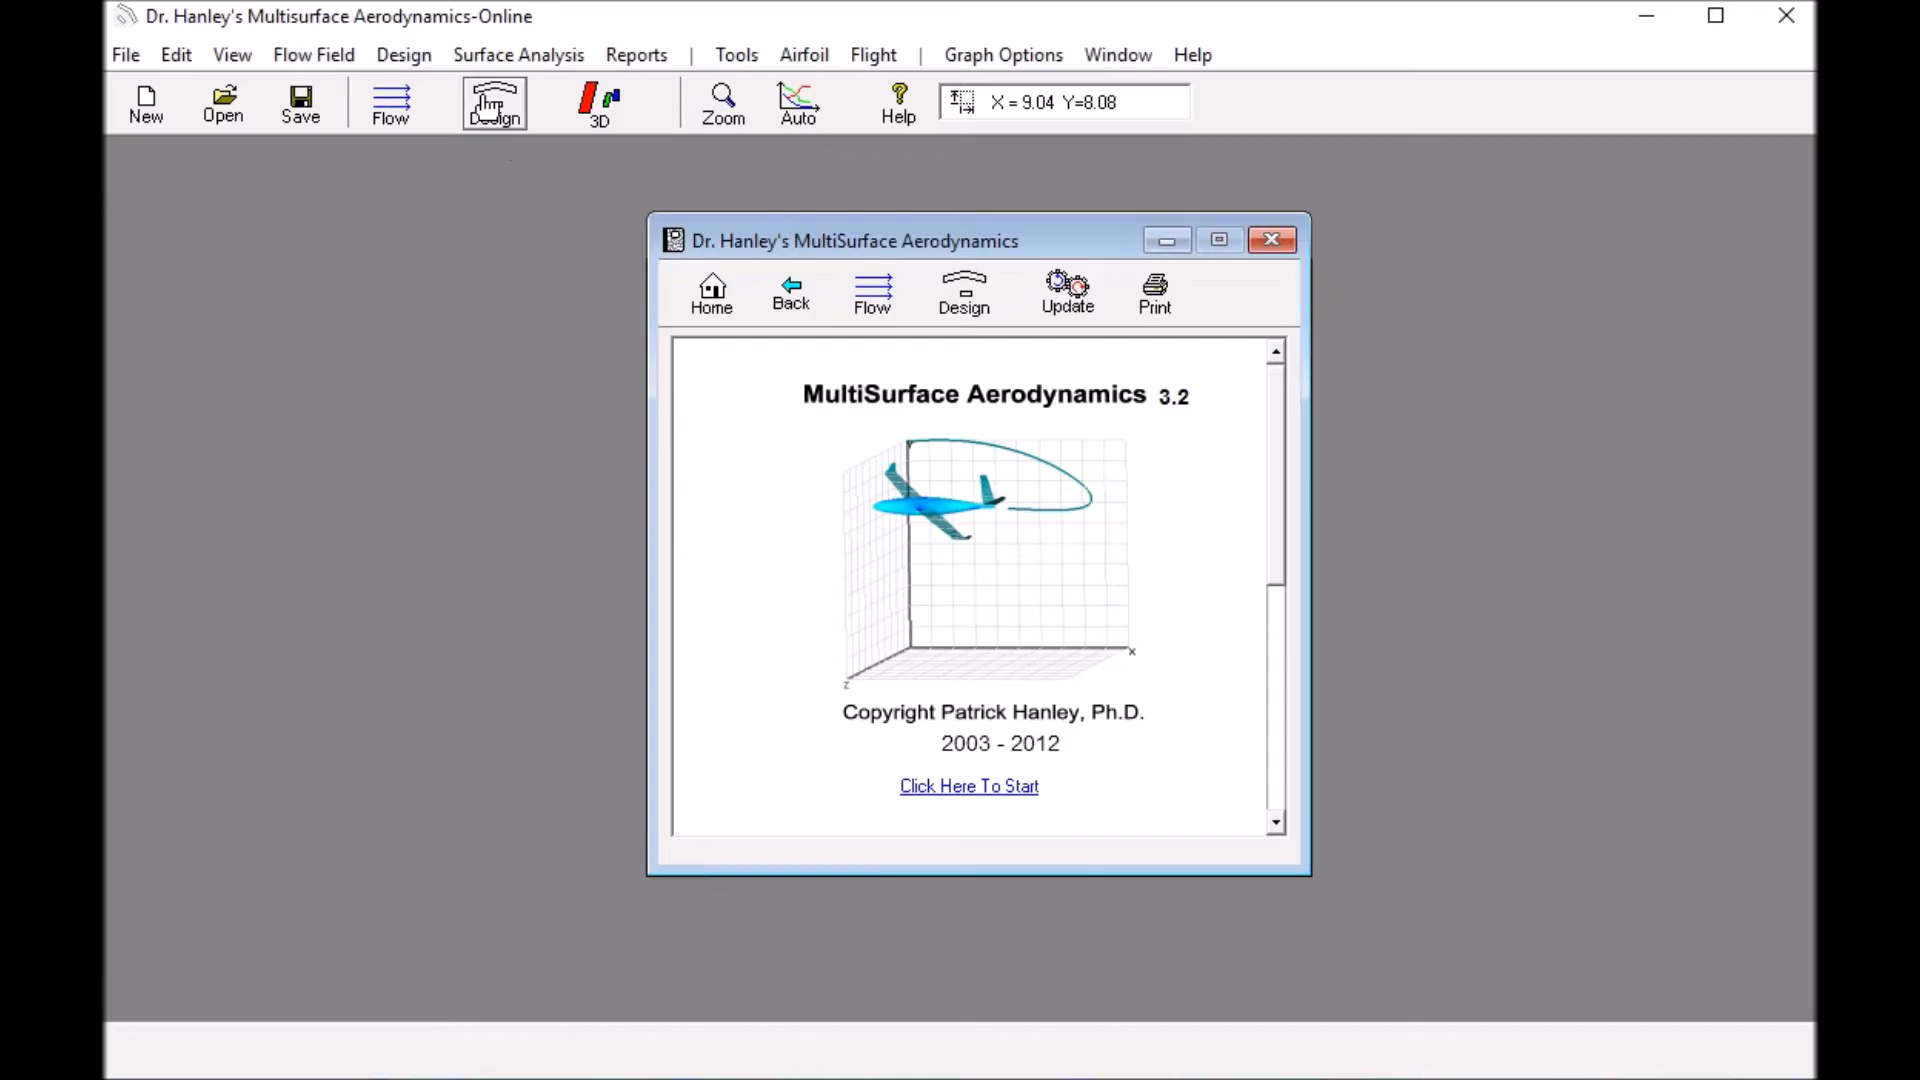 Dr. Hanley's Multisurface Aerodynamics-Online
File Edit View Flow Field Design Surface Analysis Reports | Tools Airfoil Flight | Graph Options Window Help
New Open Save Flow Design 3D Zoom Auto Help X = 9.04 Y=8.08
Dr. Hanley's MultiSurface Aerodynamics
Home Back Flow Design Update Print
MultiSurface Aerodynamics 3.2
Y
x
z
Copyright Patrick Hanley, Ph.D.
2003 - 2012
Click Here To Start